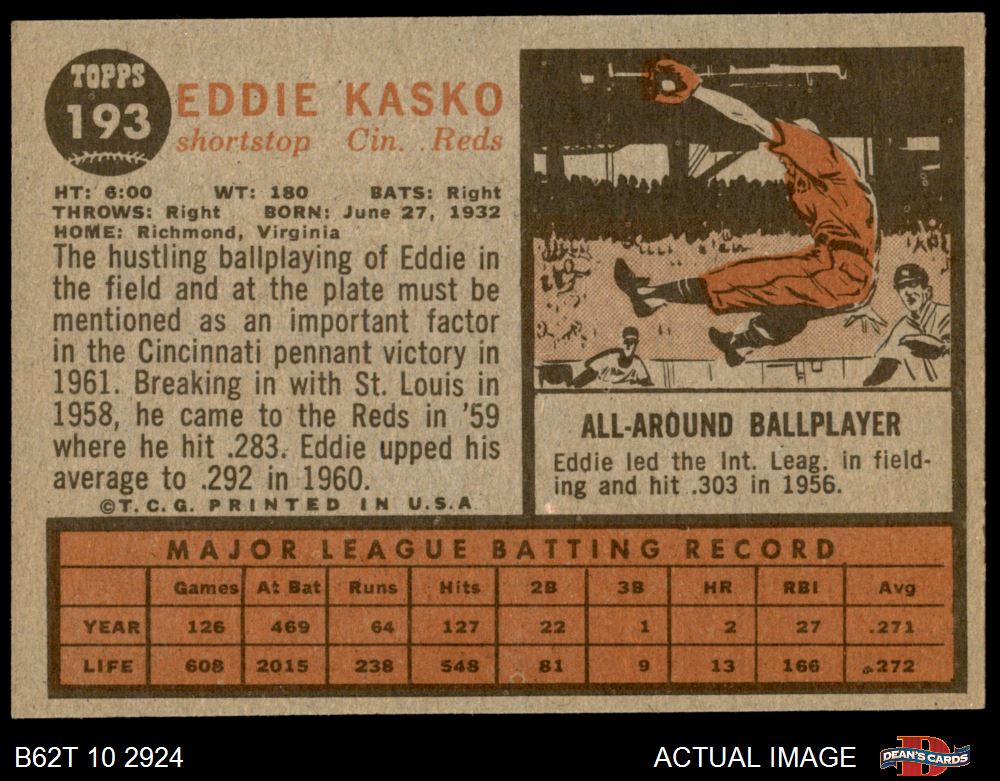 TOPPS
193
EDDIE KASKO
shortstop Cin. Reds
HT: 6:00 WT: 180 BATS: Right
THROWS: Right BORN: June 27, 1932
HOME: Richmond, Virginia
The hustling ballplaying of Eddie in
the field and at the plate must be
mentioned as an important factor
in the Cincinnati pennant victory in
1961. Breaking in with St. Louis in
1958, he came to the Reds in '59
where he hit .283. Eddie upped his
average to .292 in 1960.
©T.C.G. PRINTED IN U.S.A.
ALL-AROUND BALLPLAYER
Eddie led the Int. Leag. in field-
ing and hit .303 in 1956.
MAJOR LEAGUE BATTING RECORD
Games At Bat Runs Hits 2B 3B HR RBI Avg
YEAR 126 469 64 127 22 1 2 27 .271
LIFE 608 2015 238 548 81 9 13 166 .272
B62T 10 2924
ACTUAL IMAGE
DEAN'S CARDS